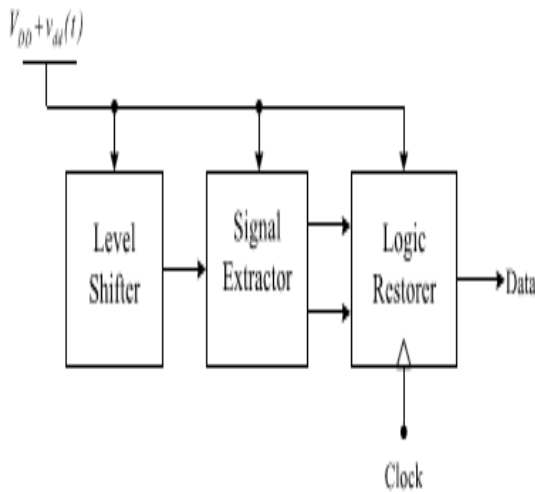 V_DD+v_dd(t)
Level
Shifter
Signal
Extractor
Logic
Restorer
Data
Clock